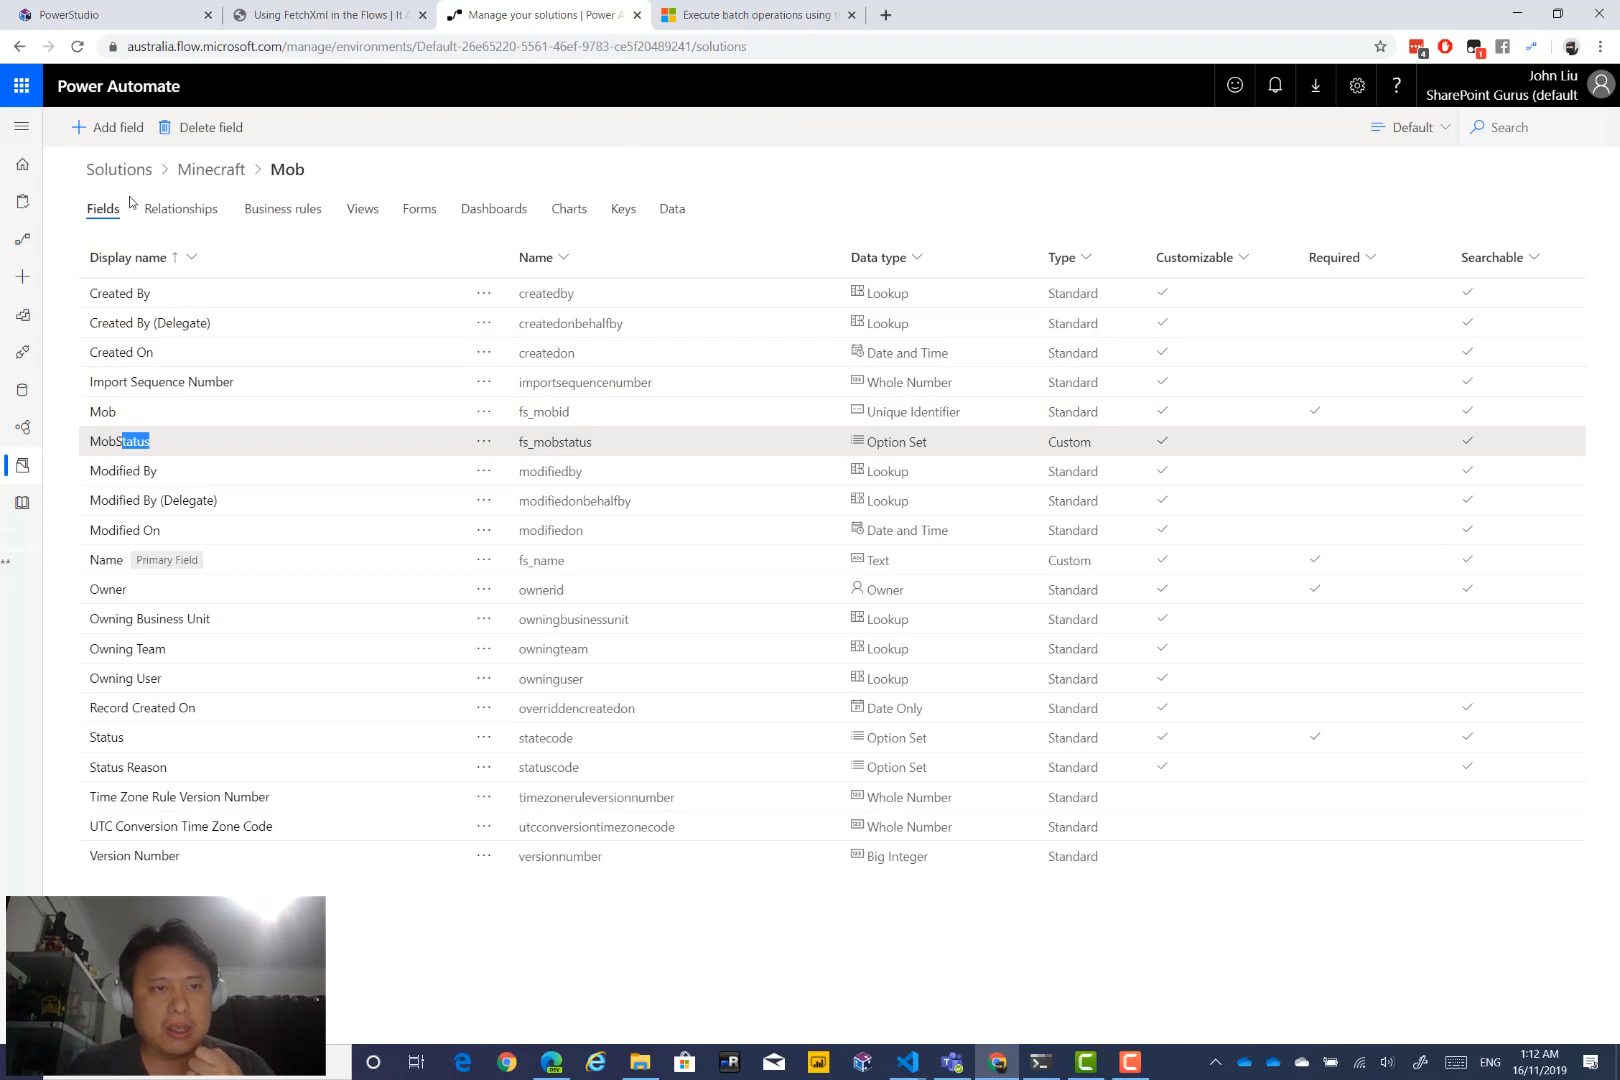 PowerStudio
Using FetchXml in the Flows | It A
Manage your solutions | Power A
Execute batch operations using t
australia.flow.microsoft.com/manage/environments/Default-26e65220-5561-46ef-9783-ce5f20489241/solutions
4
1
Power Automate
John Liu
SharePoint Gurus (default
Add field
Delete field
Default
Search
Solutions > Minecraft > Mob
Fields Relationships Business rules Views Forms Dashboards Charts Keys Data
Display name ↑ Name Data type Type Customizable Required Searchable
Created By ··· createdby Lookup Standard
Created By (Delegate) ··· createdonbehalfby Lookup Standard
Created On ··· createdon Date and Time Standard
Import Sequence Number ··· importsequencenumber Whole Number Standard
Mob ··· fs_mobid Unique Identifier Standard
MobStatus ··· fs_mobstatus Option Set Custom
Modified By ··· modifiedby Lookup Standard
Modified By (Delegate) ··· modifiedonbehalfby Lookup Standard
Modified On ··· modifiedon Date and Time Standard
Name Primary Field ··· fs_name Text Custom
Owner ··· ownerid Owner Standard
Owning Business Unit ··· owningbusinessunit Lookup Standard
Owning Team ··· owningteam Lookup Standard
Owning User ··· owninguser Lookup Standard
Record Created On ··· overriddencreatedon Date Only Standard
Status ··· statecode Option Set Standard
Status Reason ··· statuscode Option Set Standard
Time Zone Rule Version Number ··· timezoneruleversionnumber Whole Number Standard
UTC Conversion Time Zone Code ··· utcconversiontimezonecode Whole Number Standard
Version Number ··· versionnumber Big Integer Standard
**
ENG
1:12 AM
16/11/2019